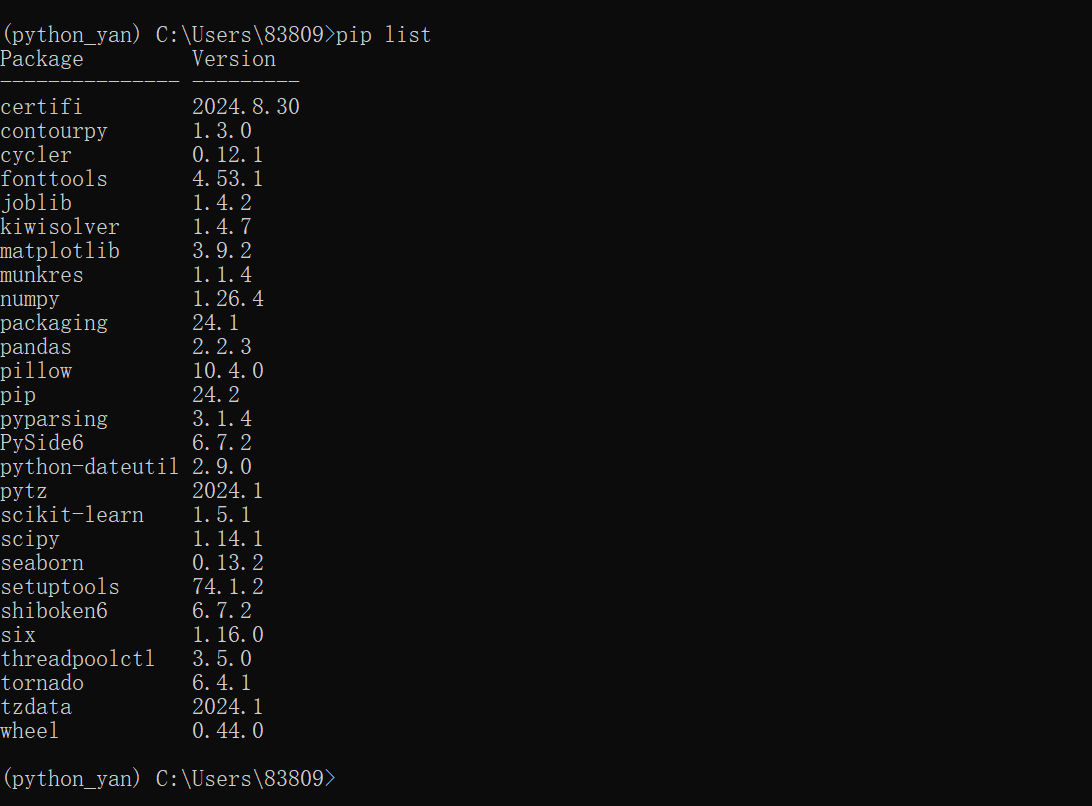 (python_yan) C:\Users\83809>pip list
Package         Version
--------------- ---------
certifi         2024.8.30
contourpy       1.3.0
cycler          0.12.1
fonttools       4.53.1
joblib          1.4.2
kiwisolver      1.4.7
matplotlib      3.9.2
munkres         1.1.4
numpy           1.26.4
packaging       24.1
pandas          2.2.3
pillow          10.4.0
pip             24.2
pyparsing       3.1.4
PySide6         6.7.2
python-dateutil 2.9.0
pytz            2024.1
scikit-learn    1.5.1
scipy           1.14.1
seaborn         0.13.2
setuptools      74.1.2
shiboken6       6.7.2
six             1.16.0
threadpoolctl   3.5.0
tornado         6.4.1
tzdata          2024.1
wheel           0.44.0
(python_yan) C:\Users\83809>